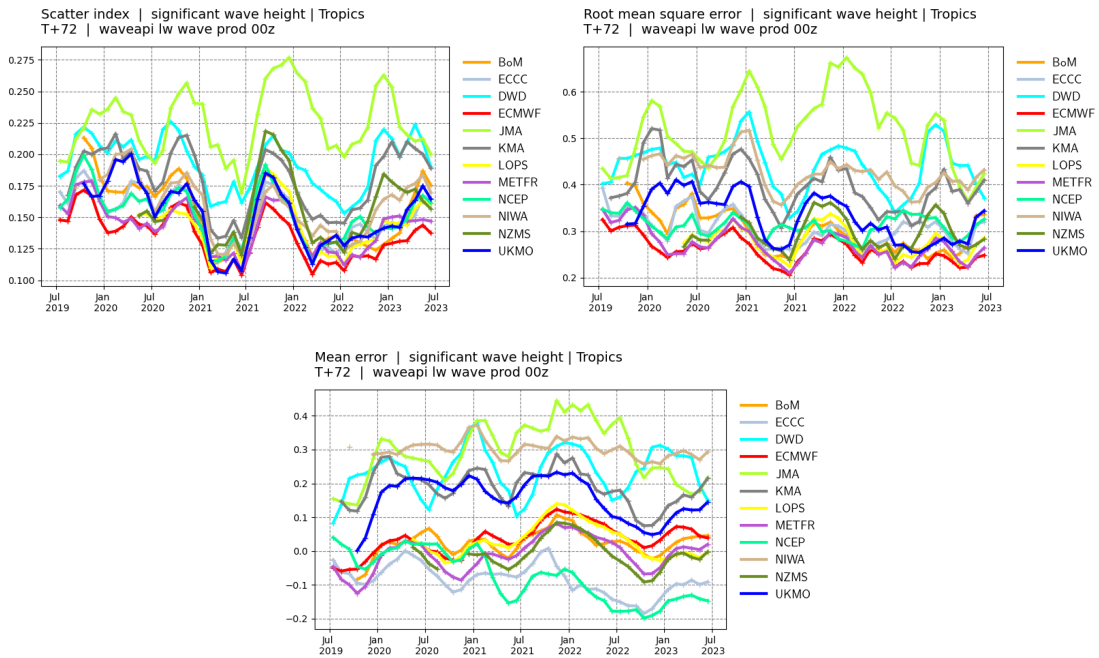 Scatter index | significant wave height | Tropics
T+72 | waveapi lw wave prod 00z
0.275
0.250
0.225
0.200
0.175
0.150
0.125
0.100
Jul 2019
Jan 2020
Jul 2020
Jan 2021
Jul 2021
Jan 2022
Jul 2022
Jan 2023
Jul 2023
BoM
ECCC
DWD
ECMWF
JMA
KMA
LOPS
METFR
NCEP
NIWA
NZMS
UKMO
Root mean square error | significant wave height | Tropics
T+72 | waveapi lw wave prod 00z
0.6
0.5
0.4
0.3
0.2
Jul 2019
Jan 2020
Jul 2020
Jan 2021
Jul 2021
Jan 2022
Jul 2022
Jan 2023
Jul 2023
BoM
ECCC
DWD
ECMWF
JMA
KMA
LOPS
METFR
NCEP
NIWA
NZMS
UKMO
Mean error | significant wave height | Tropics
T+72 | waveapi lw wave prod 00z
0.4
0.3
0.2
0.1
0.0
−0.1
−0.2
Jul 2019
Jan 2020
Jul 2020
Jan 2021
Jul 2021
Jan 2022
Jul 2022
Jan 2023
Jul 2023
BoM
ECCC
DWD
ECMWF
JMA
KMA
LOPS
METFR
NCEP
NIWA
NZMS
UKMO